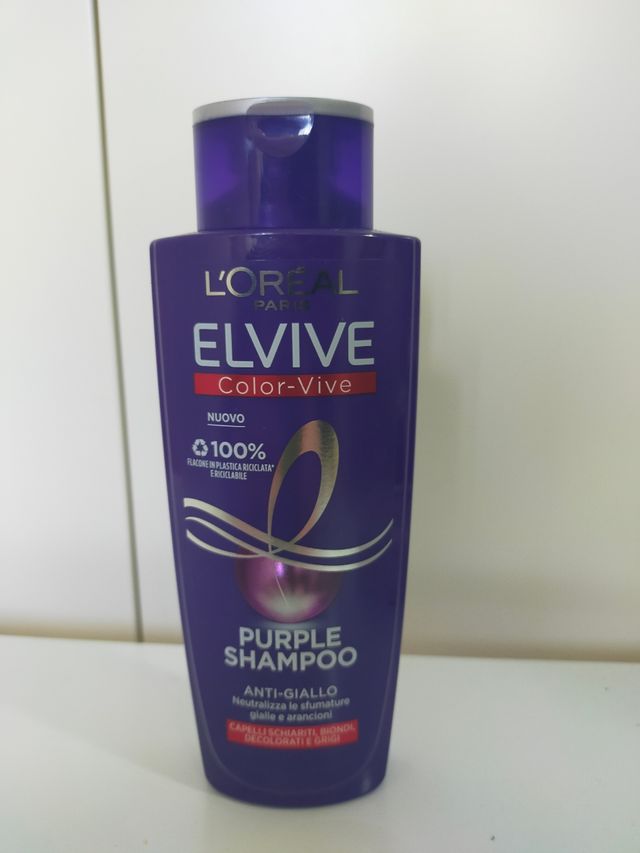 L'ORÉAL
PARIS
ELVIVE
Color-Vive
NUOVO
100%
FLACONE IN PLASTICA RICICLATA*
E RICICLABILE
PURPLE
SHAMPOO
ANTI-GIALLO
Neutralizza le sfumature
gialle e arancioni
CAPELLI SCHIARITI, BIONDI,
DECOLORATI E GRIGI